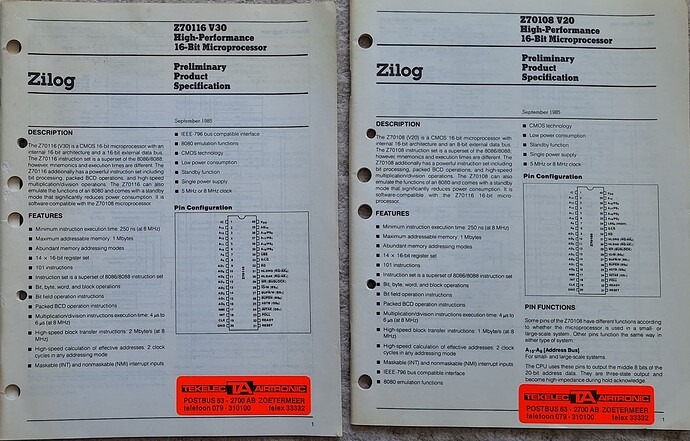 Z70116 V30
High-Performance
16-Bit Microprocessor
Zilog
Preliminary
Product
Specification
September 1985
DESCRIPTION
The Z70116 (V30) is a CMOS 16-bit microprocessor with an
internal 16-bit architecture and a 16-bit external data bus.
The Z70116 instruction set is a superset of the 8086/8088;
however, mnemonics and execution times are different. The
Z70116 additionally has a powerful instruction set including
bit processing, packed BCD operations, and high-speed
multiplication/division operations. The Z70116 can also
emulate the functions of an 8080 and comes with a standby
mode that significantly reduces power consumption. It is
software-compatible with the Z70108 microprocessor.
FEATURES
■ Minimum instruction execution time: 250 ns (at 8 MHz)
■ Maximum addressable memory: 1 Mbytes
■ Abundant memory addressing modes
■ 14 × 16-bit register set
■ 101 instructions
■ Instruction set is a superset of 8086/8088 instruction set
■ Bit, byte, word, and block operations
■ Bit field operation instructions
■ Packed BCD operation instructions
■ Multiplication/division instructions execution time: 4 µs to
6 µs (at 8 MHz)
■ High-speed block transfer instructions: 2 Mbyte/s (at 8
MHz)
■ High-speed calculation of effective addresses: 2 clock
cycles in any addressing mode
■ Maskable (INT) and nonmaskable (NMI) interrupt inputs
■ IEEE-796 bus compatible interface
■ 8080 emulation functions
■ CMOS technology
■ Low power consumption
■ Standby function
■ Single power supply
■ 5 MHz or 8 MHz clock
Pin Configuration
Z70116
TEKELEC TA AIRTRONIC
POSTBUS 63 - 2700 AB ZOETERMEER
telefoon 079 - 310100 telex 33332
1
Z70108 V20
High-Performance
16-Bit Microprocessor
Zilog
Preliminary
Product
Specification
September 1985
DESCRIPTION
The Z70108 (V20) is a CMOS 16-bit microprocessor with
internal 16-bit architecture and an 8-bit external data bus.
The Z70108 instruction set is a superset of the 8086/8088;
however, mnemonics and execution times are different. The
Z70108 additionally has a powerful instruction set including
bit processing, packed BCD operations, and high-speed
multiplication/division operations. The Z70108 can also
emulate the functions of an 8080 and comes with a standby
mode that significantly reduces power consumption. It is
software-compatible with the Z70116 16-bit micro-
processor.
FEATURES
■ Minimum instruction execution time: 250 ns (at 8 MHz)
■ Maximum addressable memory: 1 Mbytes
■ Abundant memory addressing modes
■ 14 × 16-bit register set
■ 101 instructions
■ Instruction set is a superset of 8086/8088 instruction set
■ Bit, byte, word, and block operations
■ Bit field operation instructions
■ Packed BCD operation instructions
■ Multiplication/division instructions execution time: 4 µs to
6 µs (at 8 MHz)
■ High-speed block transfer instructions: 1 Mbyte/s (at 8
MHz)
■ High-speed calculation of effective addresses: 2 clock
cycles in any addressing mode
■ Maskable (INT) and nonmaskable (NMI) interrupt inputs
■ IEEE-796 bus compatible interface
■ 8080 emulation functions
■ CMOS technology
■ Low power consumption
■ Standby function
■ Single power supply
■ 5 MHz or 8 MHz clock
Pin Configuration
Z70108
PIN FUNCTIONS
Some pins of the Z70108 have different functions according
to whether the microprocessor is used in a small- or
large-scale system. Other pins function the same way in
either type of system.
A15-A8 [Address Bus]
For small- and large-scale systems.
The CPU uses these pins to output the middle 8 bits of the
20-bit address data. They are three-state output and
become high-impedance during hold acknowledge.
TEKELEC TA AIRTRONIC
POSTBUS 63 - 2700 AB ZOETERMEER
telefoon 079 - 310100 telex 33332
1